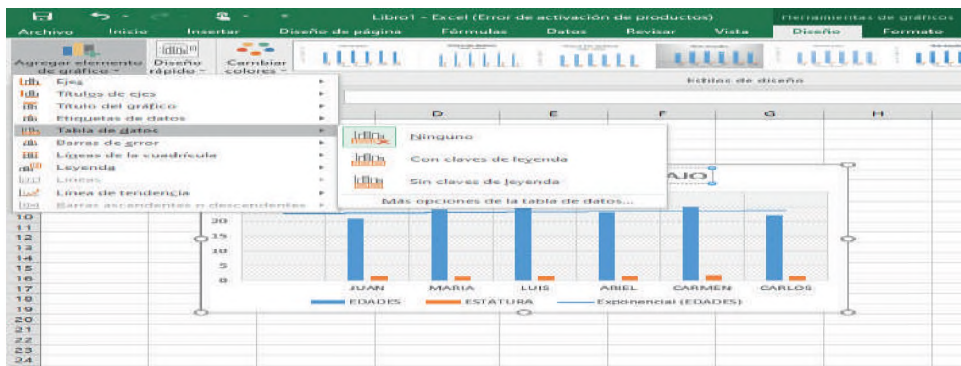 Libro1 - Excel (Error de activación de productos)
Herramientas de gráficos
Archivo Inicio Insertar Diseño de página Fórmulas Datos Revisar Vista Diseño Formato
Agregar elemento de gráfico
Diseño rápido
Cambiar colores
Estilos de diseño
Ejes
Títulos de ejes
Título del gráfico
Etiquetas de datos
Tabla de datos
Barras de error
Líneas de la cuadrícula
Leyenda
Líneas
Línea de tendencia
Barras ascendentes o descendentes
Ninguno
Con claves de leyenda
Sin claves de leyenda
Más opciones de la tabla de datos...
D E F G H
AJO
20
15
10
5
0
JUAN MARIA LUIS ARIEL CARMEN CARLOS
EDADES ESTATURA Exponencial (EDADES)
10
11
12
13
14
15
16
17
18
19
20
21
22
23
24